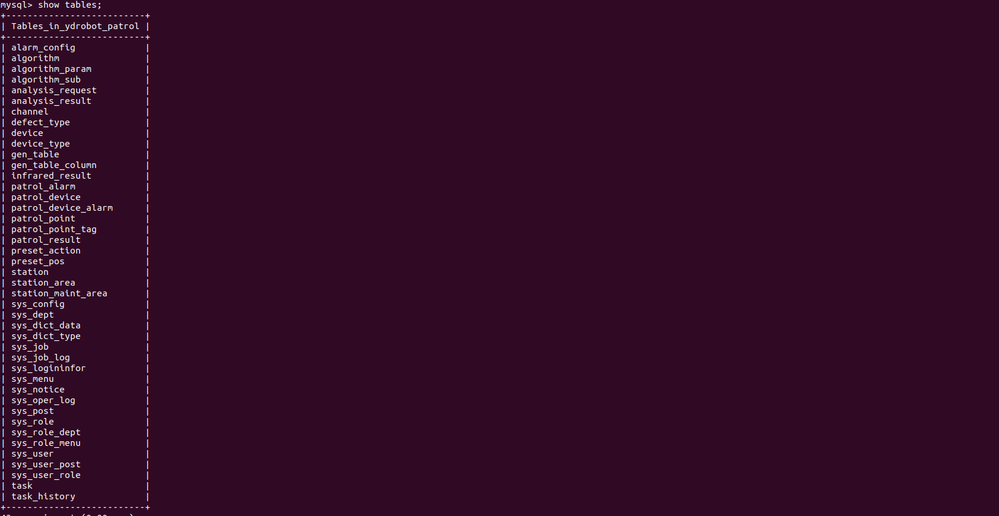 mysql> show tables;
+--------------------------+
| Tables_in_ydrobot_patrol |
+--------------------------+
| alarm_config |
| algorithm |
| algorithm_param |
| algorithm_sub |
| analysis_request |
| analysis_result |
| channel |
| defect_type |
| device |
| device_type |
| gen_table |
| gen_table_column |
| infrared_result |
| patrol_alarm |
| patrol_device |
| patrol_device_alarm |
| patrol_point |
| patrol_point_tag |
| patrol_result |
| preset_action |
| preset_pos |
| station |
| station_area |
| station_maint_area |
| sys_config |
| sys_dept |
| sys_dict_data |
| sys_dict_type |
| sys_job |
| sys_job_log |
| sys_logininfor |
| sys_menu |
| sys_notice |
| sys_oper_log |
| sys_post |
| sys_role |
| sys_role_dept |
| sys_role_menu |
| sys_user |
| sys_user_post |
| sys_user_role |
| task |
| task_history |
+--------------------------+